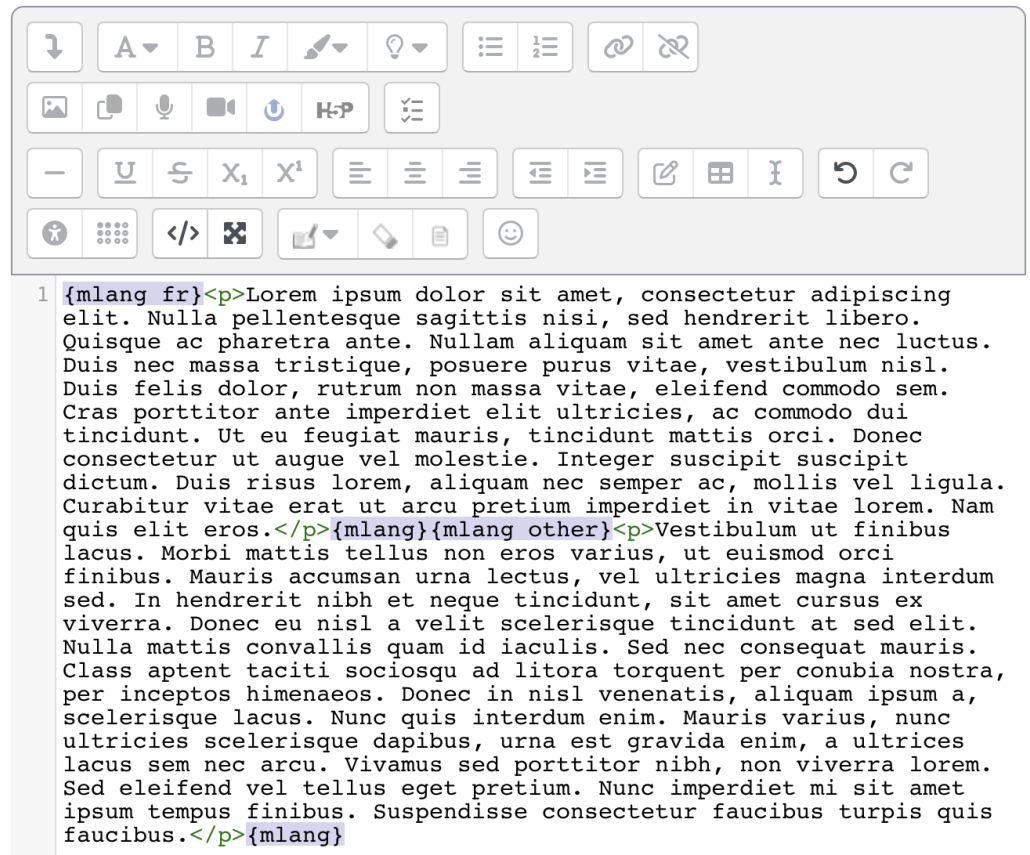 A B I
H5P
U S X₁ X¹
</>
1 {mlang fr}<p>Lorem ipsum dolor sit amet, consectetur adipiscing
elit. Nulla pellentesque sagittis nisi, sed hendrerit libero.
Quisque ac pharetra ante. Nullam aliquam sit amet ante nec luctus.
Duis nec massa tristique, posuere purus vitae, vestibulum nisl.
Duis felis dolor, rutrum non massa vitae, eleifend commodo sem.
Cras porttitor ante imperdiet elit ultricies, ac commodo dui
tincidunt. Ut eu feugiat mauris, tincidunt mattis orci. Donec
consectetur ut augue vel molestie. Integer suscipit suscipit
dictum. Duis risus lorem, aliquam nec semper ac, mollis vel ligula.
Curabitur vitae erat ut arcu pretium imperdiet in vitae lorem. Nam
quis elit eros.</p>{mlang}{mlang other}<p>Vestibulum ut finibus
lacus. Morbi mattis tellus non eros varius, ut euismod orci
finibus. Mauris accumsan urna lectus, vel ultricies magna interdum
sed. In hendrerit nibh et neque tincidunt, sit amet cursus ex
viverra. Donec eu nisl a velit scelerisque tincidunt at sed elit.
Nulla mattis convallis quam id iaculis. Sed nec consequat mauris.
Class aptent taciti sociosqu ad litora torquent per conubia nostra,
per inceptos himenaeos. Donec in nisl venenatis, aliquam ipsum a,
scelerisque lacus. Nunc quis interdum enim. Mauris varius, nunc
ultricies scelerisque dapibus, urna est gravida enim, a ultrices
lacus sem nec arcu. Vivamus sed porttitor nibh, non viverra lorem.
Sed eleifend vel tellus eget pretium. Nunc imperdiet mi sit amet
ipsum tempus finibus. Suspendisse consectetur faucibus turpis quis
faucibus.</p>{mlang}